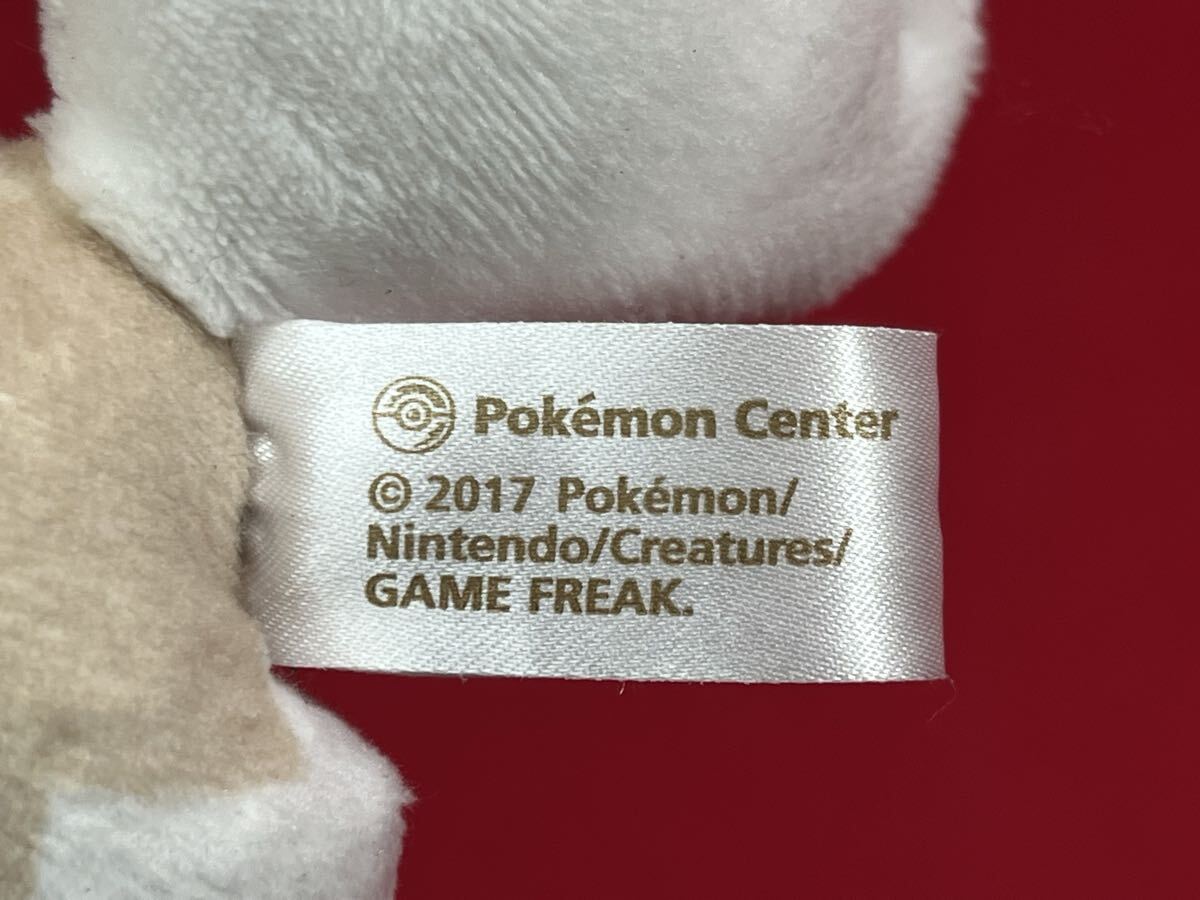 Pokémon Center
© 2017 Pokémon/
Nintendo/Creatures/
GAME FREAK.